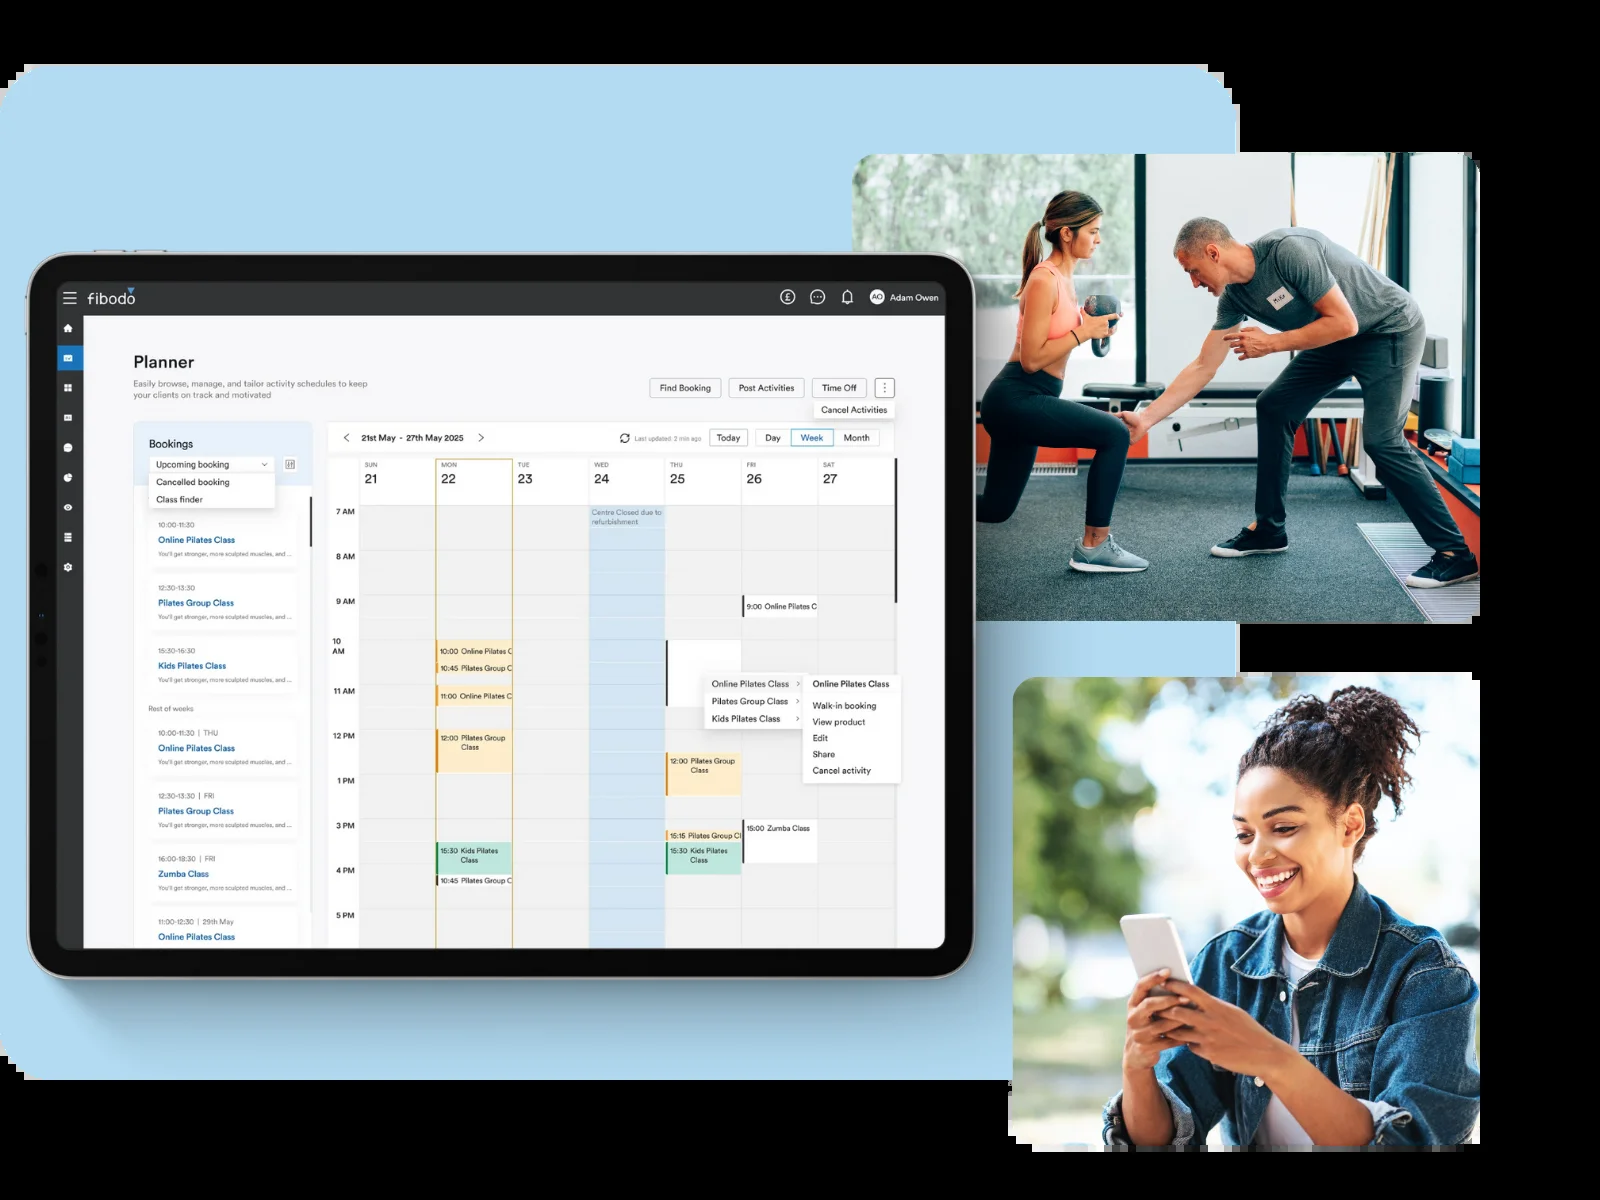 fibodo
£
AO
Adam Owen
Planner
Easily browse, manage, and tailor activity schedules to keep
your clients on track and motivated
Find Booking
Post Activities
Time Off
Cancel Activities
Bookings
Upcoming booking
Cancelled booking
Class finder
10:00-11:30
Online Pilates Class
You'll get stronger, more sculpted muscles, and ...
12:30-13:30
Pilates Group Class
You'll get stronger, more sculpted muscles, and ...
15:30-16:30
Kids Pilates Class
Rest of weeks
10:00-11:30 | THU
Online Pilates Class
You'll get stronger, more sculpted muscles, and ...
12:30-13:30 | FRI
Pilates Group Class
You'll get stronger, more sculpted muscles, and ...
16:00-18:30 | FRI
Zumba Class
You'll get stronger, more sculpted muscles, and ...
11:00-12:30 | 29th May
Online Pilates Class
21st May - 27th May 2025
Last updated 2 min ago
Today
Day
Week
Month
SUN
21
MON
22
TUE
23
WED
24
THU
25
FRI
26
SAT
27
7 AM
Centre Closed due to
refurbishment
8 AM
9 AM
9:00 Online Pilates C
10
AM
10:00 Online Pilates C
10:45 Pilates Group C
11 AM
11:00 Online Pilates C
Online Pilates Class
Pilates Group Class
Kids Pilates Class
Online Pilates Class
Walk-in booking
View product
Edit
Share
Cancel activity
12 PM
12:00 Pilates Group
Class
1 PM
12:00 Pilates Group
Class
3 PM
15:00 Zumba Class
15:15 Pilates Group Cl
15:30 Kids Pilates
Class
15:30 Kids Pilates
Class
4 PM
10:45 Pilates Group C
5 PM